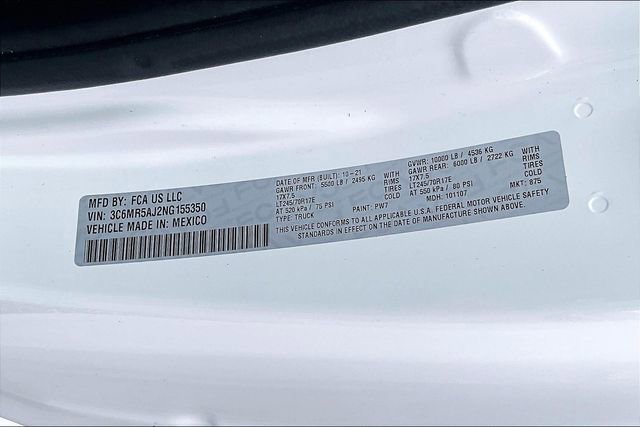 MFD BY: FCA US LLC
VIN: 3C6MR5AJ2NG155350
VEHICLE MADE IN: MEXICO
DATE OF MFR (BUILT): 10-21
GAWR FRONT: 5500 LB / 2495 KG WITH
17X7.5 RIMS
LT245/70R17E TIRES
AT 520 kPa / 75 PSI COLD
TYPE: TRUCK PAINT: PW7
GVWR: 10000 LB / 4536 KG
GAWR REAR: 6000 LB / 2722 KG WITH
17X7.5 RIMS
LT245/70R17E TIRES
AT 550 kPa / 80 PSI COLD
MDH: 101107 MKT: 875
THIS VEHICLE CONFORMS TO ALL APPLICABLE U.S.A. FEDERAL MOTOR VEHICLE SAFETY
STANDARDS IN EFFECT ON THE DATE OF MANUFACTURE SHOWN ABOVE.